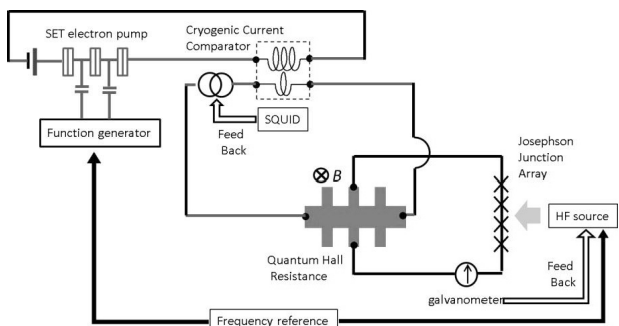 SET electron pump
Cryogenic Current
Comparator
Function generator
SQUID
Feed
Back
B
Josephson
Junction
Array
HF source
Quantum Hall
Resistance
Feed
Back
galvanometer
Frequency reference